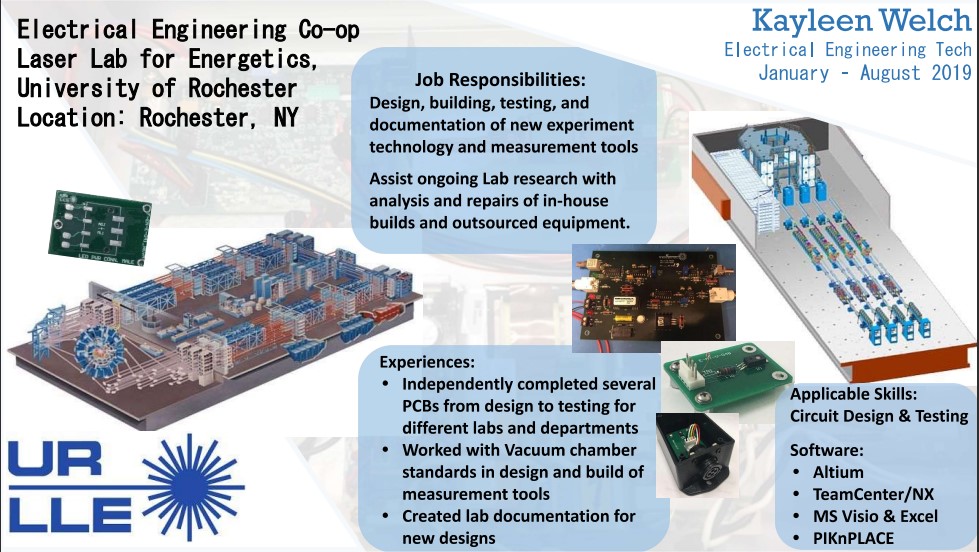 Electrical Engineering Co-op
Laser Lab for Energetics,
University of Rochester
Location: Rochester, NY
Kayleen Welch
Electrical Engineering Tech
January - August 2019
Job Responsibilities:
Design, building, testing, and
documentation of new experiment
technology and measurement tools
Assist ongoing Lab research with
analysis and repairs of in-house
builds and outsourced equipment.
LED PWR CONN MALE
Experiences:
• Independently completed several
PCBs from design to testing for
different labs and departments
• Worked with Vacuum chamber
standards in design and build of
measurement tools
• Created lab documentation for
new designs
Applicable Skills:
Circuit Design & Testing
Software:
• Altium
• TeamCenter/NX
• MS Visio & Excel
• PIKnPLACE
UR
LLE